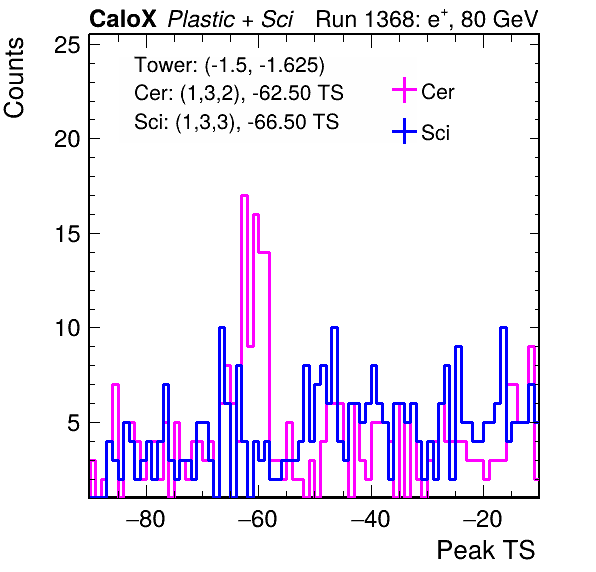 CaloX Plastic + Sci Run 1368: e+, 80 GeV
Counts
Tower: (-1.5, -1.625)
Cer: (1,3,2), -62.50 TS
Sci: (1,3,3), -66.50 TS
Cer
Sci
25
20
15
10
5
−80 −60 −40 −20
Peak TS